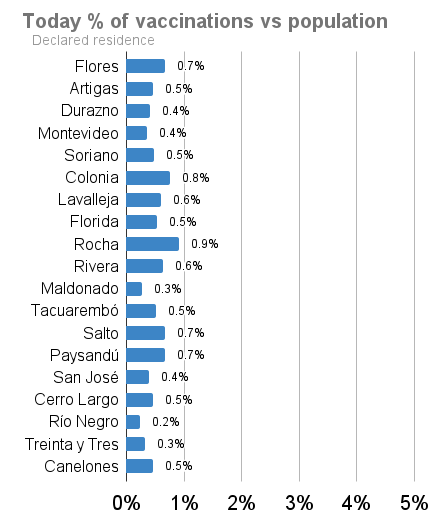 Today % of vaccinations vs population
Declared residence
Flores 0.7%
Artigas 0.5%
Durazno 0.4%
Montevideo 0.4%
Soriano 0.5%
Colonia 0.8%
Lavalleja 0.6%
Florida 0.5%
Rocha 0.9%
Rivera 0.6%
Maldonado 0.3%
Tacuarembó 0.5%
Salto 0.7%
Paysandú 0.7%
San José 0.4%
Cerro Largo 0.5%
Río Negro 0.2%
Treinta y Tres 0.3%
Canelones 0.5%
0% 1% 2% 3% 4% 5%